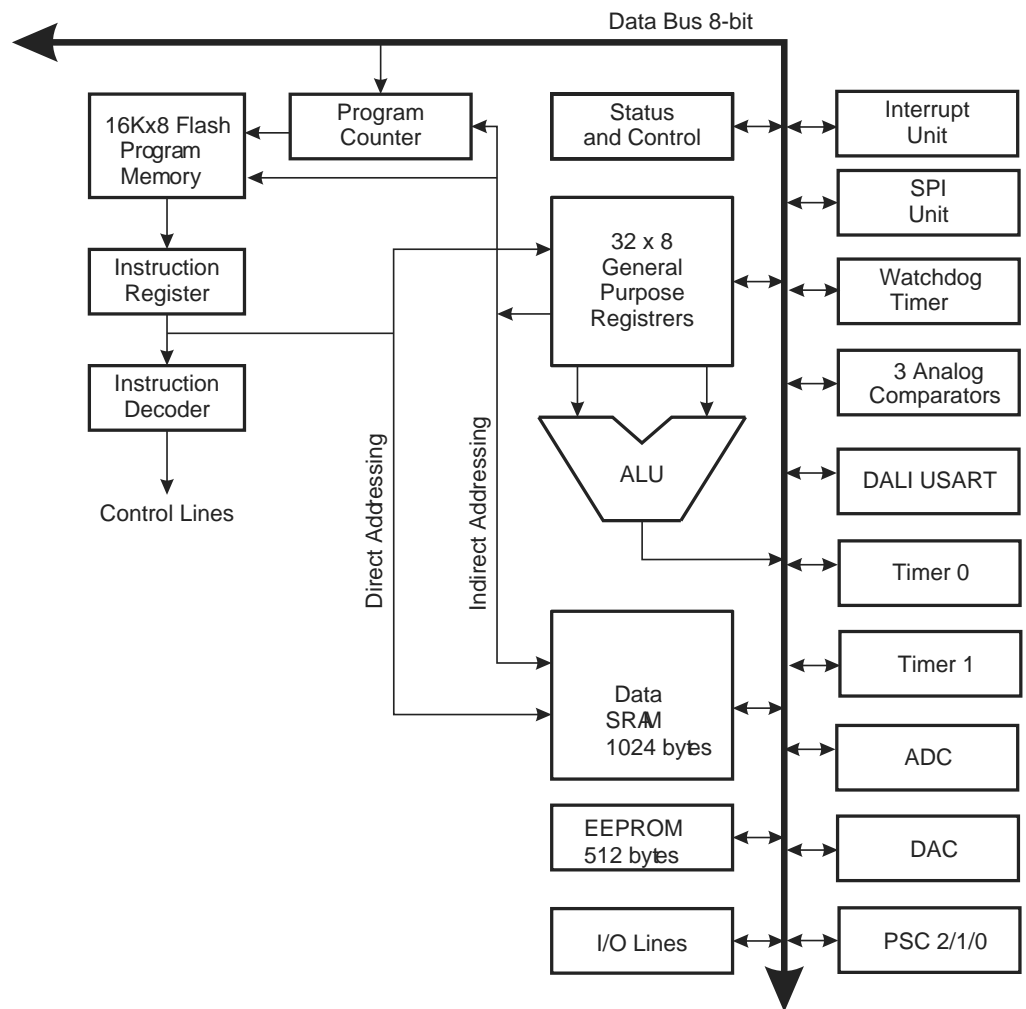 Data Bus 8-bit
16Kx8 Flash
Program
Memory
Program
Counter
Status
and Control
Interrupt
Unit
SPI
Unit
Instruction
Register
32 x 8
General
Purpose
Registrers
Watchdog
Timer
Instruction
Decoder
3 Analog
Comparators
Direct Addressing
Indirect Addressing
ALU
DALI USART
Control Lines
Timer 0
Timer 1
Data
SRAM
1024 bytes
ADC
EEPROM
512 bytes
DAC
I/O Lines
PSC 2/1/0